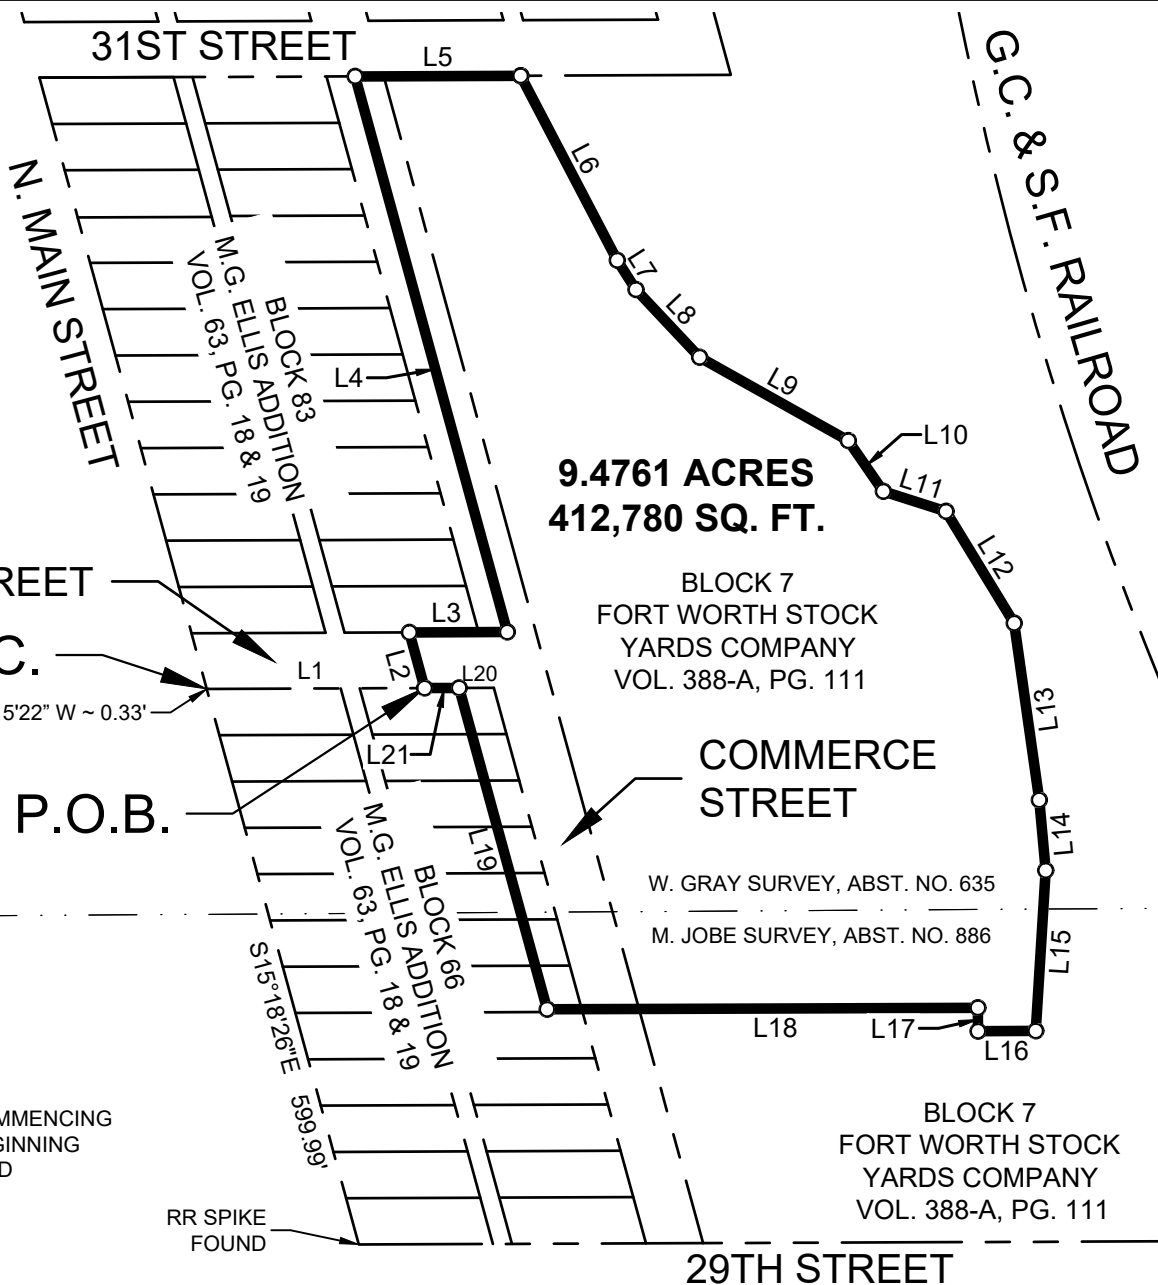 31ST STREET
L5
G.C. & S.F. RAILROAD
L6
N. MAIN STREET
L7
BLOCK 83
M.G. ELLIS ADDITION
VOL. 63, PG. 18 & 19
L8
L4
L9
L10
9.4761 ACRES
412,780 SQ. FT.
L11
L12
BLOCK 7
FORT WORTH STOCK
YARDS COMPANY
VOL. 388-A, PG. 111
REET
L3
C.
L1
L2
L20
5'22" W ~ 0.33'
L13
L21
COMMERCE
STREET
P.O.B.
L19
L14
BLOCK 66
M.G. ELLIS ADDITION
VOL. 63, PG. 18 & 19
W. GRAY SURVEY, ABST. NO. 635
M. JOBE SURVEY, ABST. NO. 886
L15
S15°18'26"E 599.99'
L18
L17
L16
MMENCING
GINNING
D
BLOCK 7
FORT WORTH STOCK
YARDS COMPANY
VOL. 388-A, PG. 111
RR SPIKE
FOUND
29TH STREET